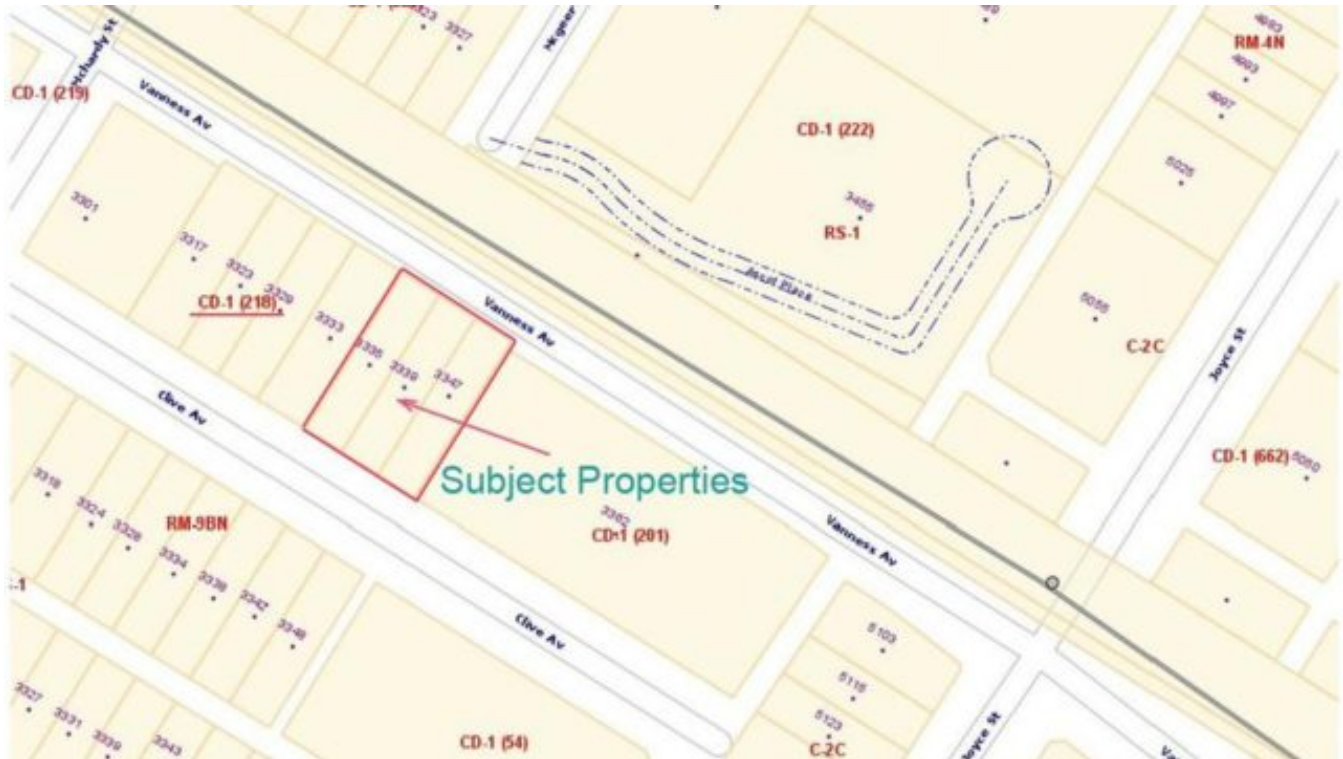 3327
RM-4N
4993
4997
CD-1 (219)
Vanness Av
CD-1 (222)
5025
3301
3455
RS-1
3317
3323
3329
CD-1 (218)
Vanness Av
3333
3335
3339
3347
5055
C-2C
Joyce St
Clive Av
Subject Properties
CD-1 (662)
5050
3318
3324
3328
3334
3338
3342
3348
RM-9BN
3362
CD-1 (201)
Vanness Av
Clive Av
5103
5115
5123
C-2C
3327
3331
3339
3343
CD-1 (54)